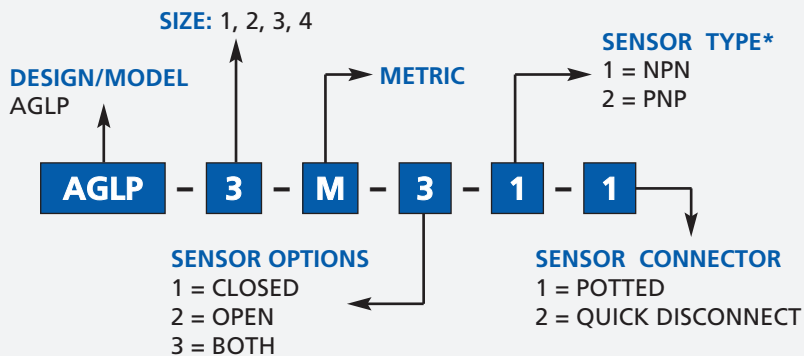 SIZE: 1, 2, 3, 4
DESIGN/MODEL
AGLP
METRIC
SENSOR TYPE*
1 = NPN
2 = PNP
AGLP - 3 - M - 3 - 1 - 1
SENSOR OPTIONS
1 = CLOSED
2 = OPEN
3 = BOTH
SENSOR CONNECTOR
1 = POTTED
2 = QUICK DISCONNECT